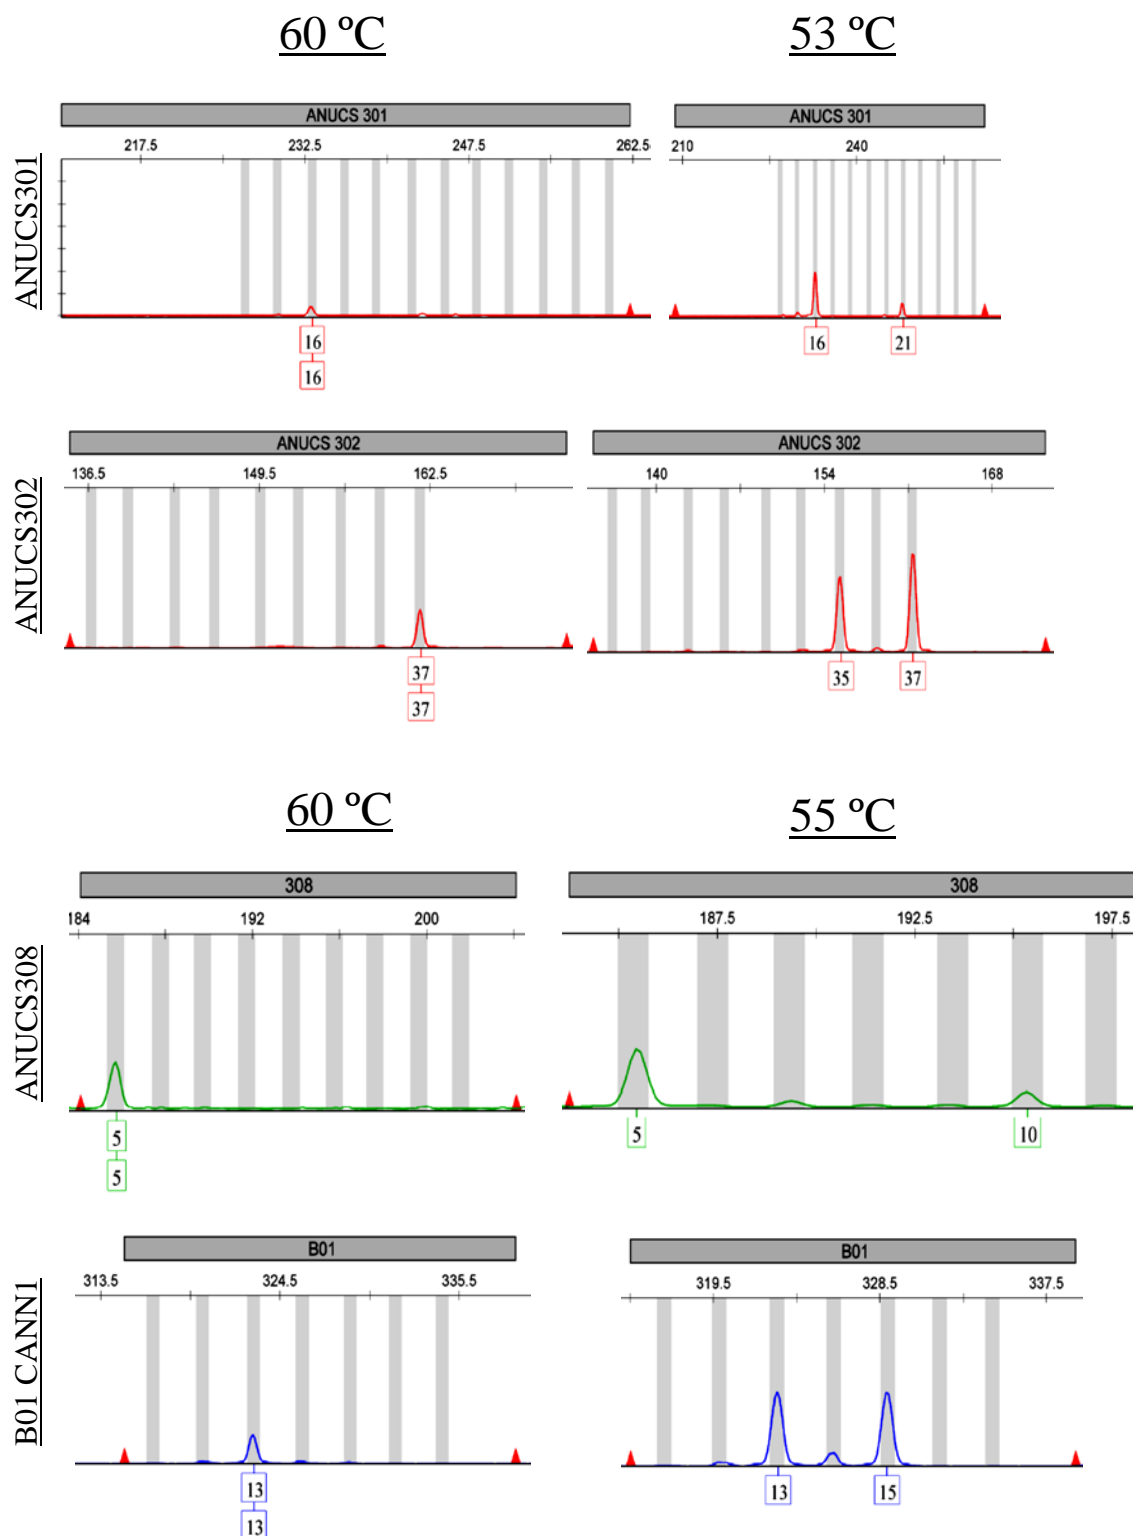 60 ºC
53 ºC
ANUCS301
ANUCS 301
217.5 232.5 247.5 262.5
16
16
ANUCS 301
210 240
16 21
ANUCS302
ANUCS 302
136.5 149.5 162.5
37
37
ANUCS 302
140 154 168
35 37
60 ºC
55 ºC
ANUCS308
308
184 192 200
5
5
308
187.5 192.5 197.5
5 10
B01 CANN1
B01
313.5 324.5 335.5
13
13
B01
319.5 328.5 337.5
13 15